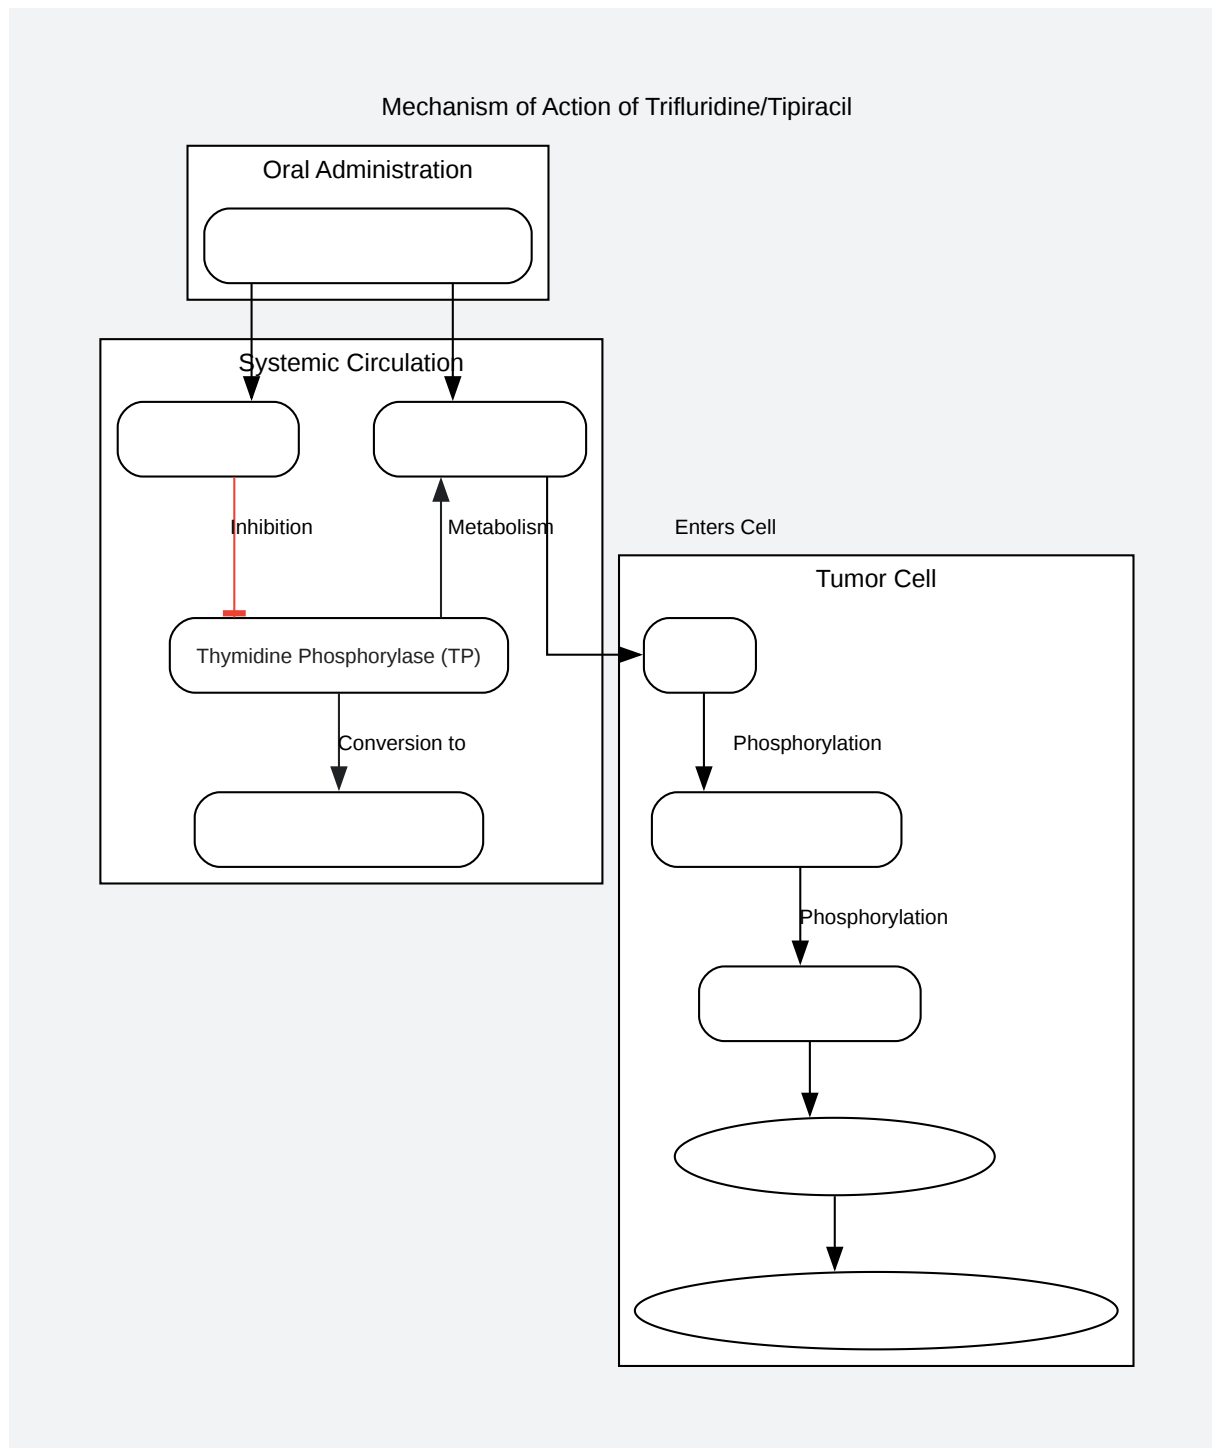 Mechanism of Action of Trifluridine/Tipiracil
Oral Administration
Systemic Circulation
Inhibition
Metabolism
Enters Cell
Tumor Cell
Thymidine Phosphorylase (TP)
Conversion to
Phosphorylation
Phosphorylation